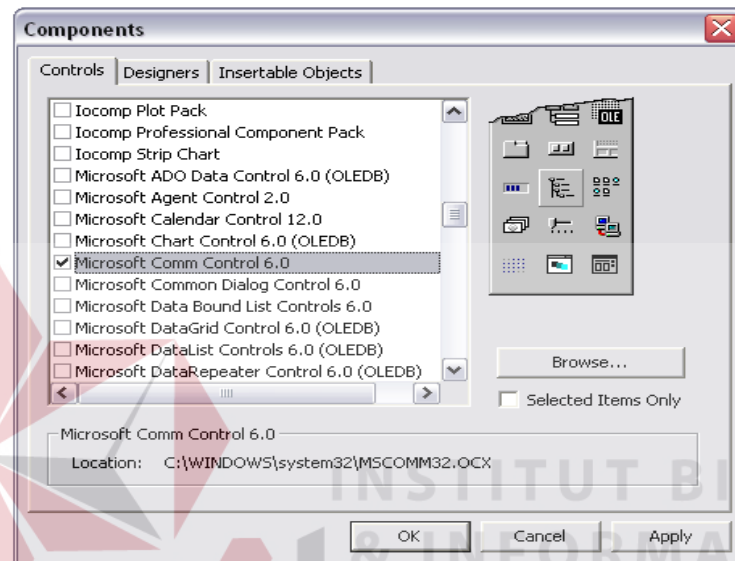 Components
Controls
Designers
Insertable Objects
Iocomp Plot Pack
Iocomp Professional Component Pack
Iocomp Strip Chart
Microsoft ADO Data Control 6.0 (OLEDB)
Microsoft Agent Control 2.0
Microsoft Calendar Control 12.0
Microsoft Chart Control 6.0 (OLEDB)
Microsoft Comm Control 6.0
Microsoft Common Dialog Control 6.0
Microsoft Data Bound List Controls 6.0
Microsoft DataGrid Control 6.0 (OLEDB)
Microsoft DataList Controls 6.0 (OLEDB)
Microsoft DataRepeater Control 6.0 (OLEDB)
OLE
Browse...
Selected Items Only
Microsoft Comm Control 6.0
Location: C:\WINDOWS\system32\MSCOMM32.OCX
INSTITUT BI
OK
Cancel
Apply
& INFORMA